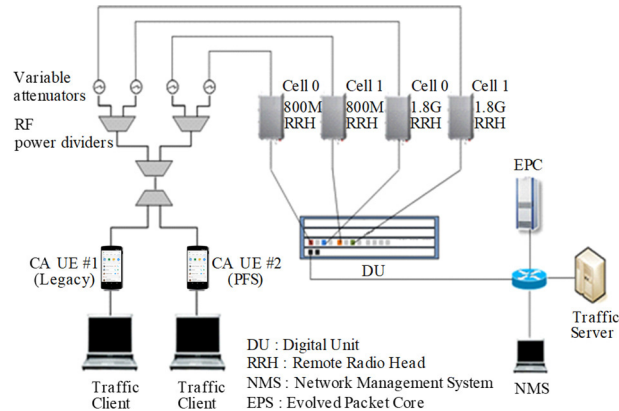 Variable
attenuators
RF
power dividers
Cell 0
800M
RRH
Cell 1
800M
RRH
Cell 0
1.8G
RRH
Cell 1
1.8G
RRH
EPC
DU
Traffic
Server
NMS
CA UE #1
(Legacy)
CA UE #2
(PFS)
Traffic
Client
Traffic
Client
DU : Digital Unit
RRH : Remote Radio Head
NMS : Network Management System
EPS : Evolved Packet Core